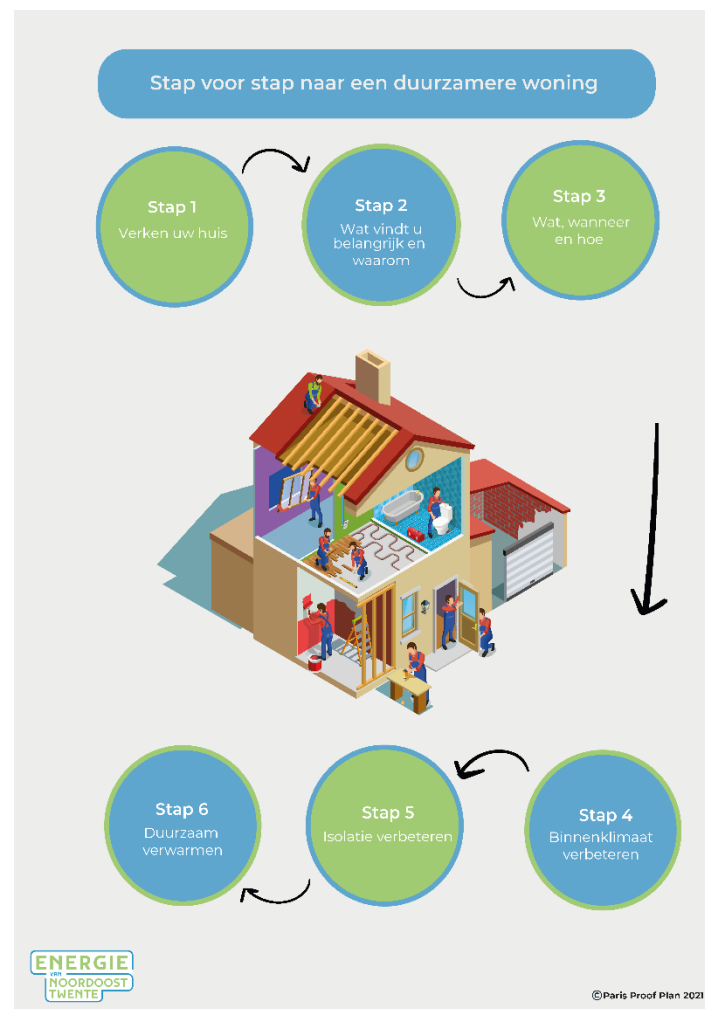 Stap voor stap naar een duurzamere woning
Stap 1
Verken uw huis
Stap 2
Wat vindt u
belangrijk en
waarom
Stap 3
Wat, wanneer
en hoe
Stap 4
Binnenklimaat
verbeteren
Stap 5
Isolatie verbeteren
Stap 6
Duurzaam
verwarmen
ENERGIE
VAN
NOORDOOST
TWENTE
©Paris Proof Plan 2021